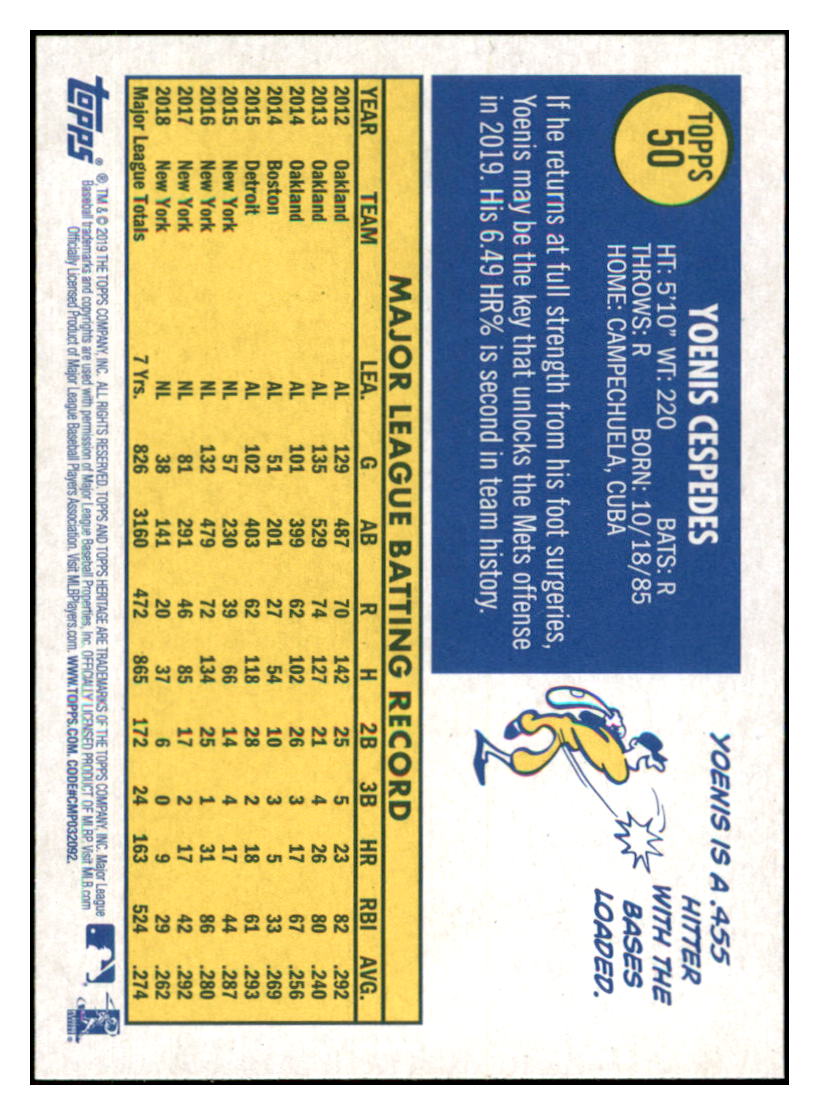 TOPPS
50
YOENIS CESPEDES
HT: 5'10" WT: 220 BATS: R
THROWS: R BORN: 10/18/85
HOME: CAMPECHUELA, CUBA
If he returns at full strength from his foot surgeries,
Yoenis may be the key that unlocks the Mets offense
in 2019. His 6.49 HR% is second in team history.
YOENIS IS A .455
HITTER
WITH THE
BASES
LOADED.
MAJOR LEAGUE BATTING RECORD
YEAR TEAM LEA. G AB R H 2B 3B HR RBI AVG.
2012 Oakland AL 129 487 70 142 25 5 23 82 .292
2013 Oakland AL 135 529 74 127 21 4 26 80 .240
2014 Oakland AL 101 399 62 102 26 3 17 67 .256
2014 Boston AL 51 201 27 54 10 3 5 33 .269
2015 Detroit AL 102 403 62 118 28 2 18 61 .293
2015 New York NL 57 230 39 66 14 4 17 44 .287
2016 New York NL 132 479 72 134 25 1 31 86 .280
2017 New York NL 81 291 46 85 17 2 17 42 .292
2018 New York NL 38 141 20 37 6 0 9 29 .262
Major League Totals 7 Yrs. 826 3160 472 865 172 24 163 524 .274
topps ® ®, TM & © 2019 THE TOPPS COMPANY, INC. ALL RIGHTS RESERVED. TOPPS AND TOPPS HERITAGE ARE TRADEMARKS OF THE TOPPS COMPANY, INC. Major League
Baseball trademarks and copyrights are used with permission of Major League Baseball Properties, Inc. OFFICIALLY LICENSED PRODUCT OF MLBP Visit MLB.com
Officially Licensed Product of Major League Baseball Players Association. Visit MLBPlayers.com. WWW.TOPPS.COM. CODE#CMP032092.